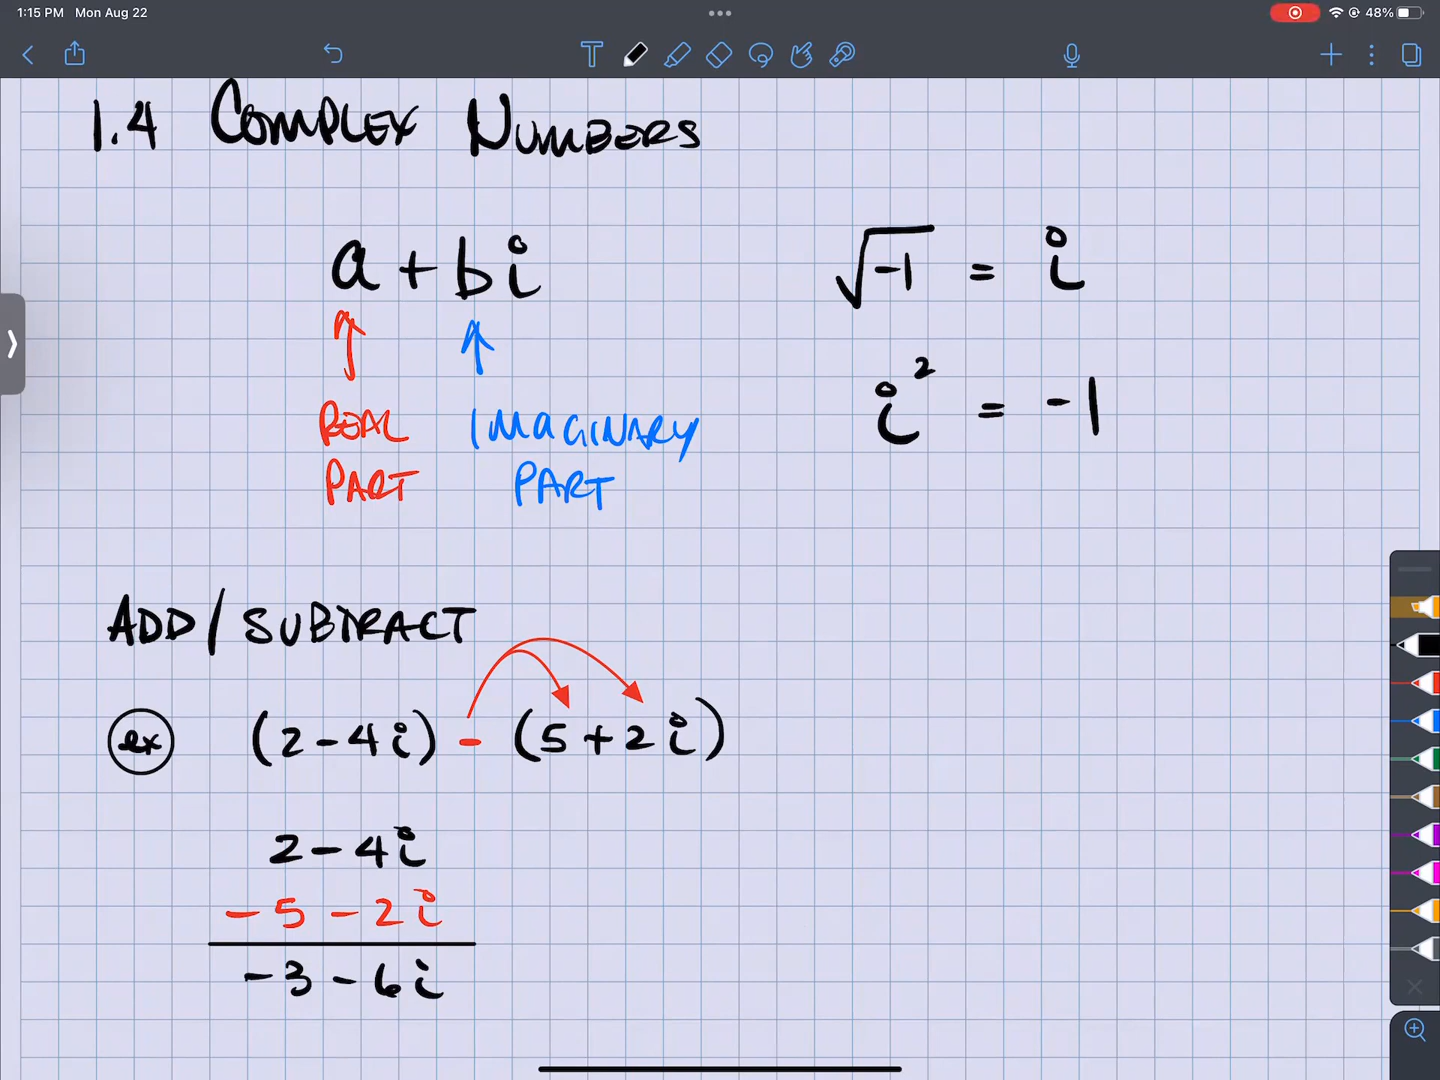 1:15 PM Mon Aug 22
48%
1.4 COMPLEX NUMBERS
a + bi
√-1 = i
REAL PART
IMAGINARY PART
i² = -1
ADD/SUBTRACT
ex (2-4i) - (5+2i)
2-4i
-5-2i
-3-6i